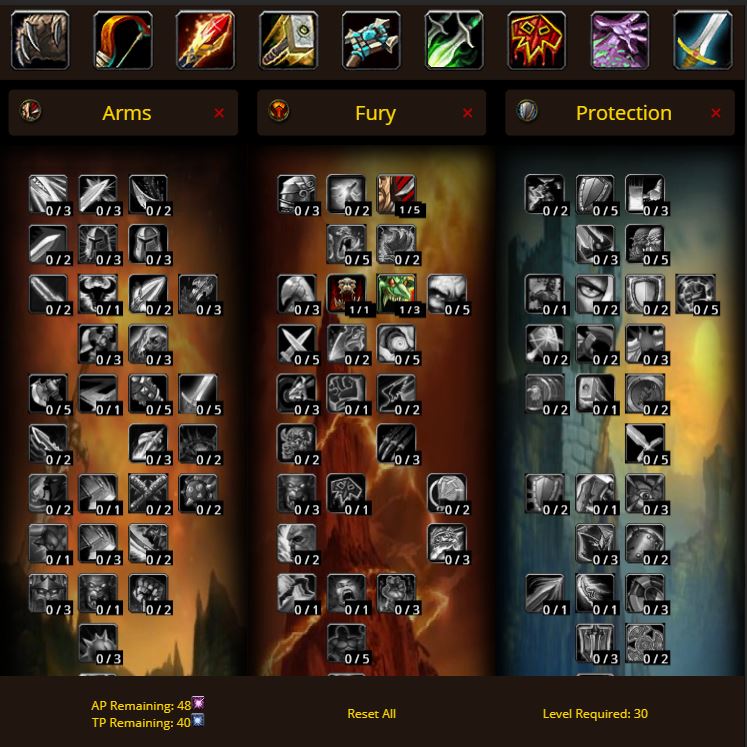 Arms × Fury × Protection ×
0/3 0/3 0/2 0/3 0/2 1/5 0/2 0/5 0/3
0/2 0/3 0/3 0/5 0/2 0/3 0/5
0/2 0/1 0/2 0/3 0/3 1/1 1/3 0/5 0/1 0/2 0/2 0/5
0/3 0/3 0/5 0/2 0/5 0/2 0/2 0/3
0/5 0/1 0/5 0/5 0/3 0/1 0/2 0/2 0/1 0/2
0/2 0/3 0/2 0/2 0/3 0/5
0/2 0/1 0/2 0/2 0/3 0/1 0/2 0/2 0/1 0/3
0/1 0/3 0/2 0/2 0/3 0/3 0/2
0/3 0/1 0/2 0/1 0/1 0/3 0/1 0/1 0/3
0/3 0/5 0/3 0/2
AP Remaining: 48
TP Remaining: 40
Reset All
Level Required: 30